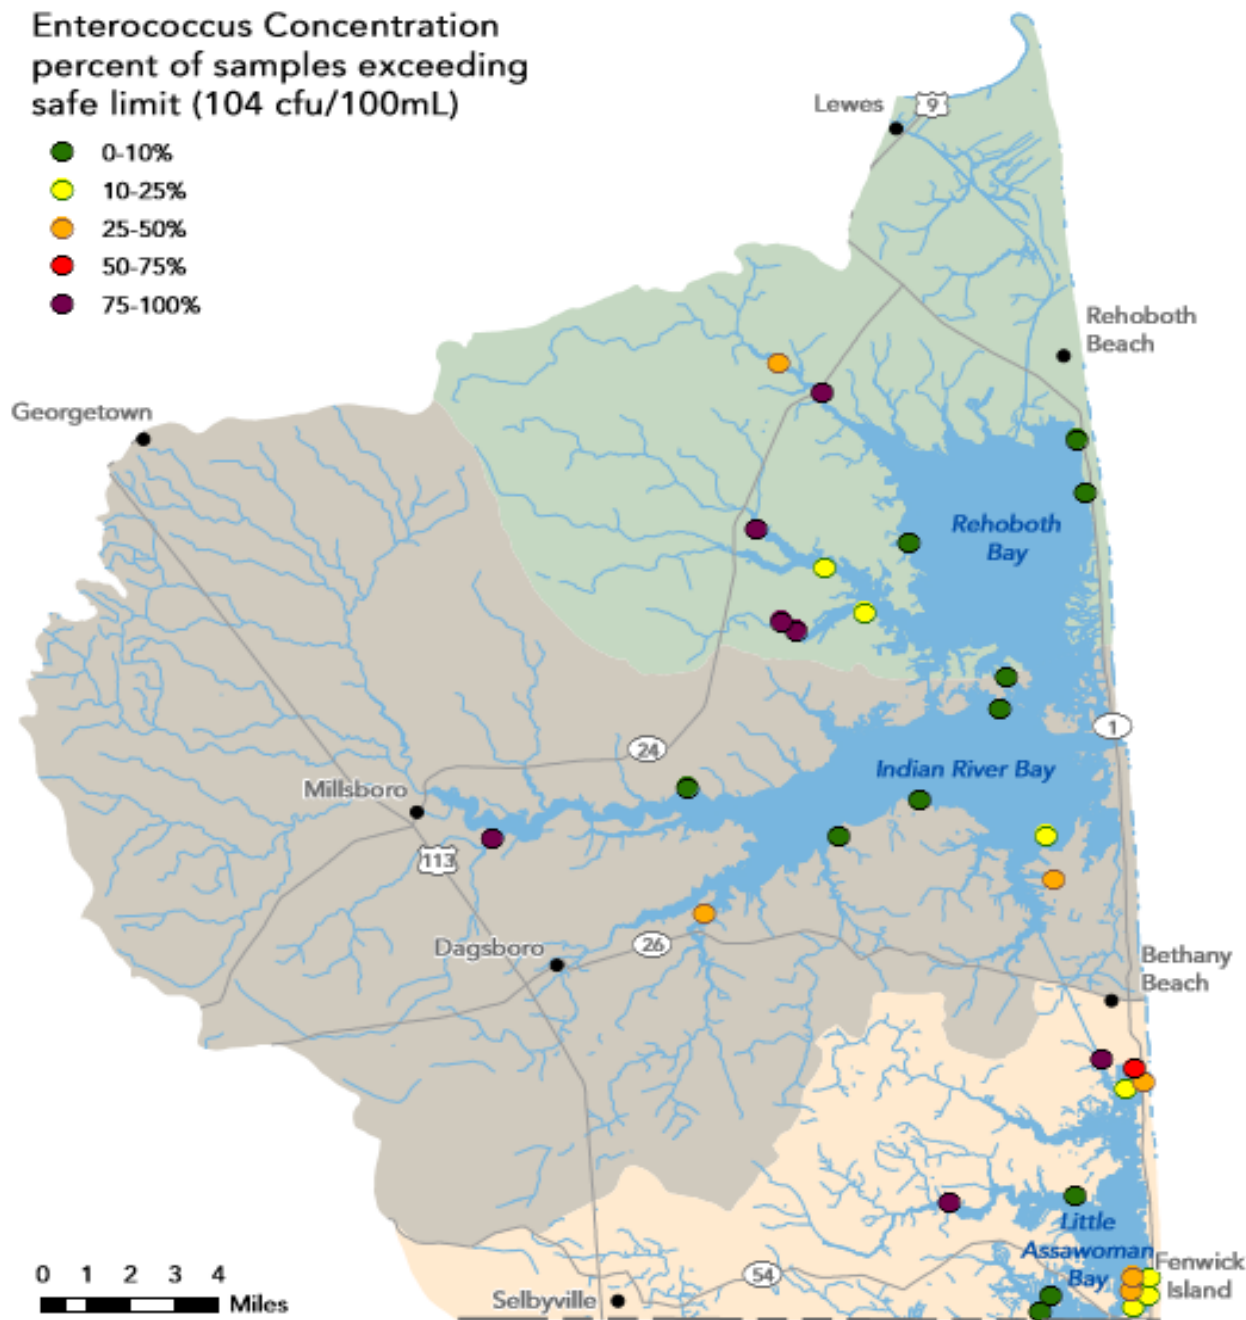 Enterococcus Concentration
percent of samples exceeding
safe limit (104 cfu/100mL)
0-10%
10-25%
25-50%
50-75%
75-100%
Lewes
9
Rehoboth
Beach
Georgetown
Rehoboth
Bay
1
24
Indian River Bay
Millsboro
113
Dagsboro
26
Bethany
Beach
Little
Assawoman
Bay
Fenwick
Island
54
Selbyville
0 1 2 3 4
Miles